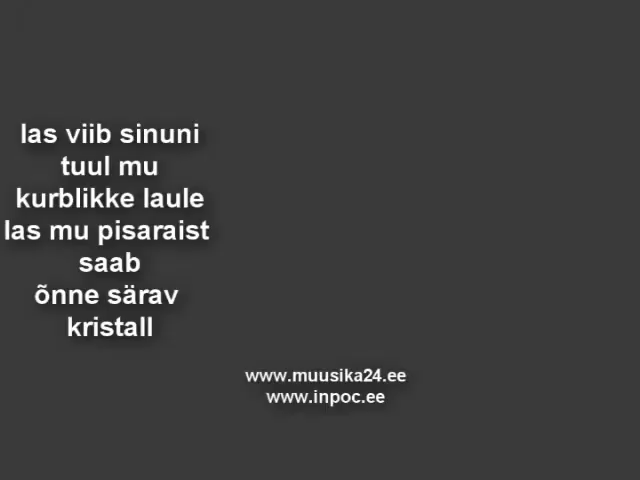 las viib sinuni
tuul mu
kurblikke laule
las mu pisaraist
saab
õnne särav
kristall
www.muusika24.ee
www.inpoc.ee